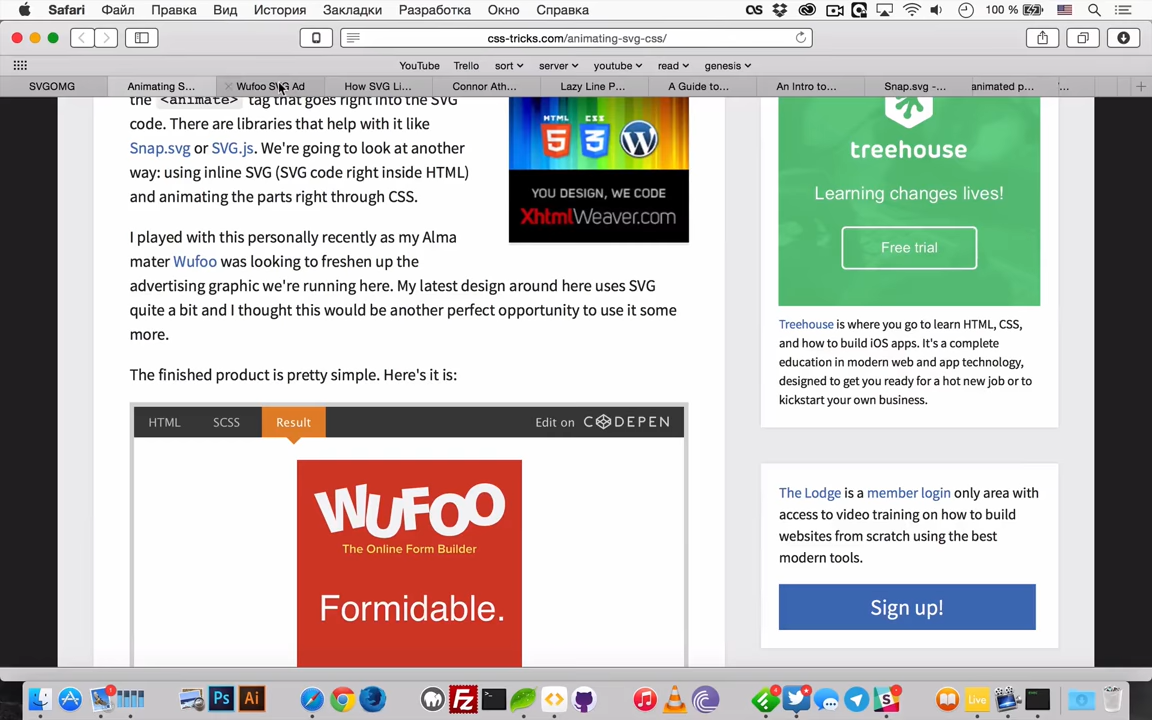 Safari Файл Правка Вид История Закладки Разработка Окно Справка
100 %
css-tricks.com/animating-svg-css/
YouTube Trello sort server youtube read genesis
SVGOMG Animating S... Wufoo SVG Ad How SVG Li... Connor Ath... Lazy Line P... A Guide to... An Intro to... Snap.svg -... animated p... ...
the <animate> tag that goes right into the SVG
code. There are libraries that help with it like
Snap.svg or SVG.js. We're going to look at another
way: using inline SVG (SVG code right inside HTML)
and animating the parts right through CSS.
I played with this personally recently as my Alma
mater Wufoo was looking to freshen up the
advertising graphic we're running here. My latest design around here uses SVG
quite a bit and I thought this would be another perfect opportunity to use it some
more.
The finished product is pretty simple. Here's it is:
HTML SCSS Result Edit on CODEPEN
WUFOO
The Online Form Builder
Formidable.
HTML CSS
5 3
YOU DESIGN, WE CODE
XhtmlWeaver.com
treehouse
Learning changes lives!
Free trial
Treehouse is where you go to learn HTML, CSS,
and how to build iOS apps. It's a complete
education in modern web and app technology,
designed to get you ready for a hot new job or to
kickstart your own business.
The Lodge is a member login only area with
access to video training on how to build
websites from scratch using the best
modern tools.
Sign up!
Ps Ai Fz Live